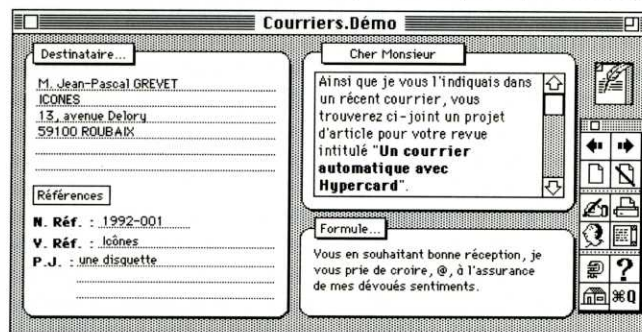 Courriers.Démo
Destinataire...
M. Jean-Pascal GREVET
ICONES
13, avenue Delory
59100 ROUBAIX
Références
N. Réf. : 1992-001
V. Réf. : Icônes
P.J. : une disquette
Cher Monsieur
Ainsi que je vous l'indiquais dans
un récent courrier, vous
trouverez ci-joint un projet
d'article pour votre revue
intitulé "Un courrier
automatique avec
Hypercard".
Formule...
Vous en souhaitant bonne réception, je
vous prie de croire, @, à l'assurance
de mes dévoués sentiments.
?
⌘Q